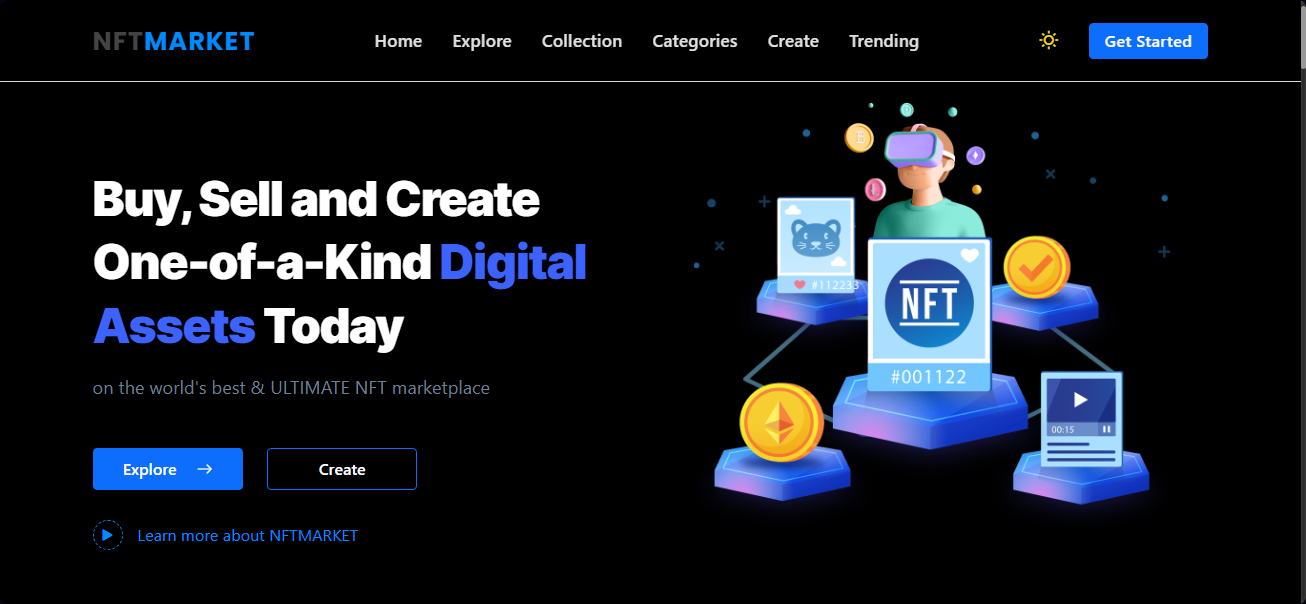 NFTMARKET
Home
Explore
Collection
Categories
Create
Trending
Get Started
Buy, Sell and Create
One-of-a-Kind Digital
Assets Today
on the world's best & ULTIMATE NFT marketplace
Explore
Create
Learn more about NFTMARKET
#112233
NFT
#001122
00:15